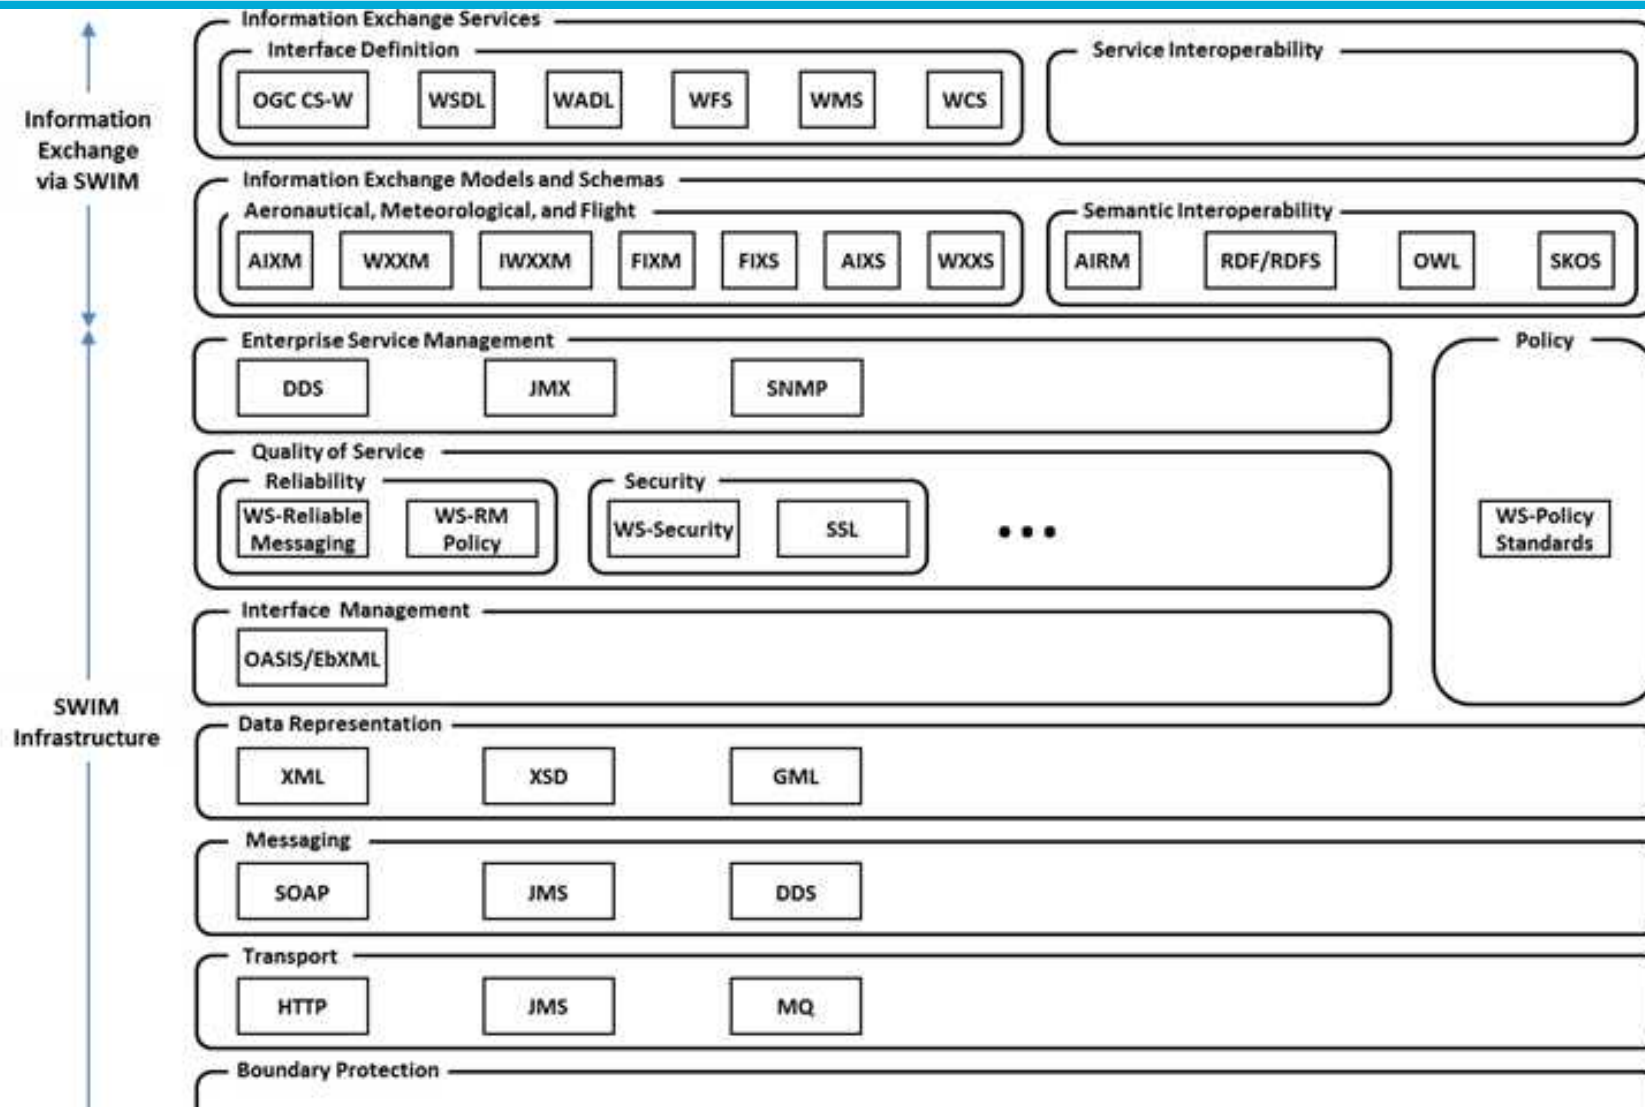 Information Exchange Services
Interface Definition
Service Interoperability
OGC CS-W
WSDL
WADL
WFS
WMS
WCS
Information
Exchange
via SWIM
Information Exchange Models and Schemas
Aeronautical, Meteorological, and Flight
Semantic Interoperability
AIXM
WXXM
IWXXM
FIXM
FIXS
AIXS
WXXS
AIRM
RDF/RDFS
OWL
SKOS
Enterprise Service Management
Policy
DDS
JMX
SNMP
Quality of Service
Reliability
Security
WS-Reliable
Messaging
WS-RM
Policy
WS-Security
SSL
•••
WS-Policy
Standards
Interface Management
OASIS/EbXML
SWIM
Infrastructure
Data Representation
XML
XSD
GML
Messaging
SOAP
JMS
DDS
Transport
HTTP
JMS
MQ
Boundary Protection